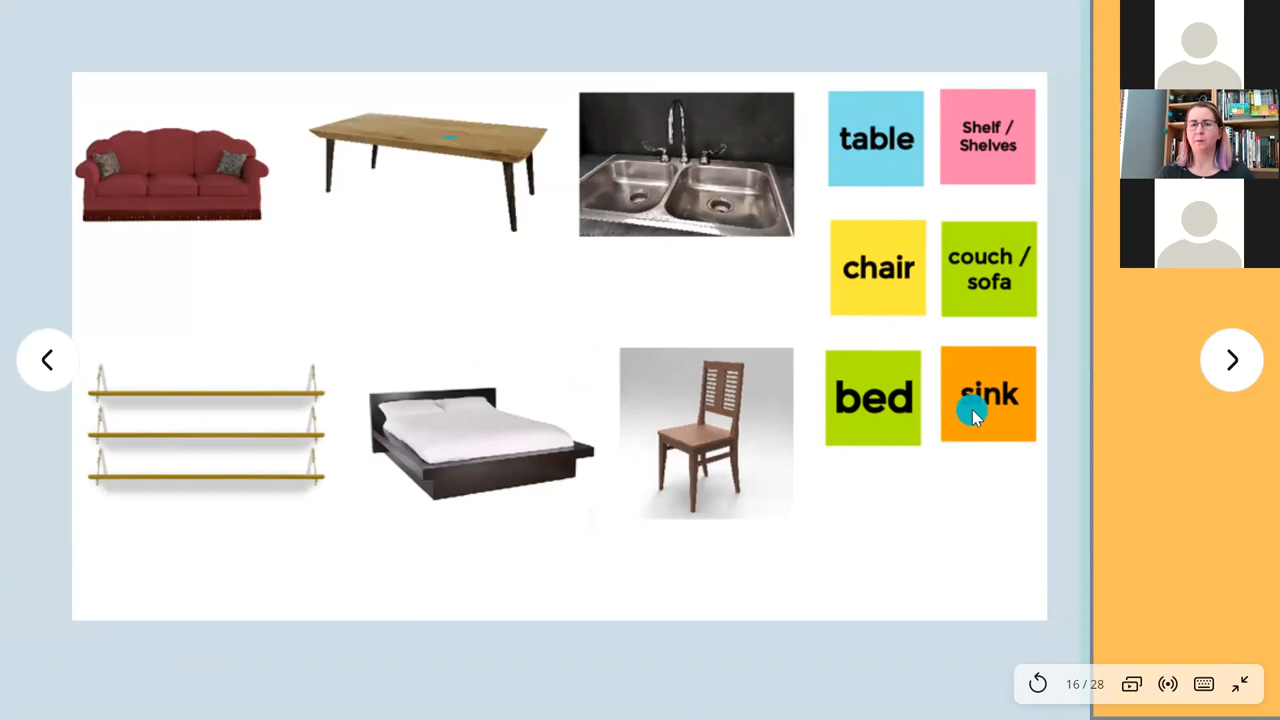 table
Shelf /
Shelves
chair
couch /
sofa
bed
sink
16 / 28